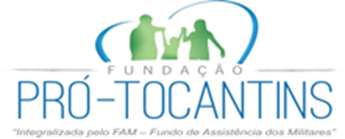 FUNDAÇÃO
PRÓ-TOCANTINS
"Integralizada pelo FAM – Fundo de Assistência dos Militares"